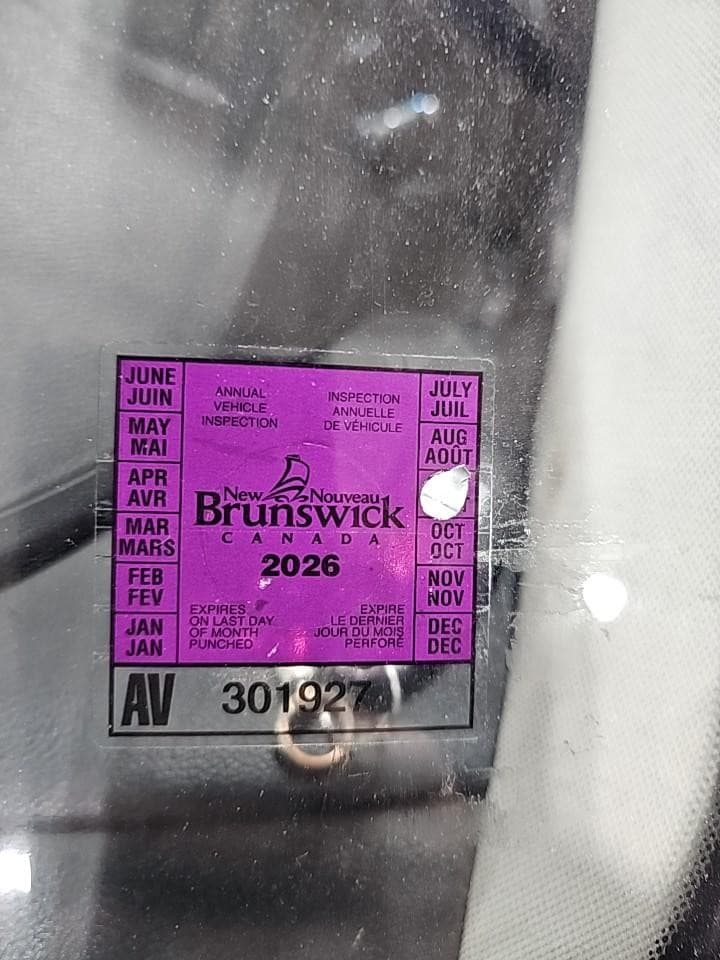 JUNE
JUIN
MAY
MAI
APR
AVR
MAR
MARS
FEB
FEV
JAN
JAN
ANNUAL
VEHICLE
INSPECTION
INSPECTION
ANNUELLE
DE VÉHICULE
New Nouveau
Brunswick
CANADA
2026
EXPIRES
ON LAST DAY
OF MONTH
PUNCHED
EXPIRE
LE DERNIER
JOUR DU MOIS
PERFORÉ
JULY
JUIL
AUG
AOÛT
OCT
OCT
NOV
NOV
DEC
DEC
AV 301927